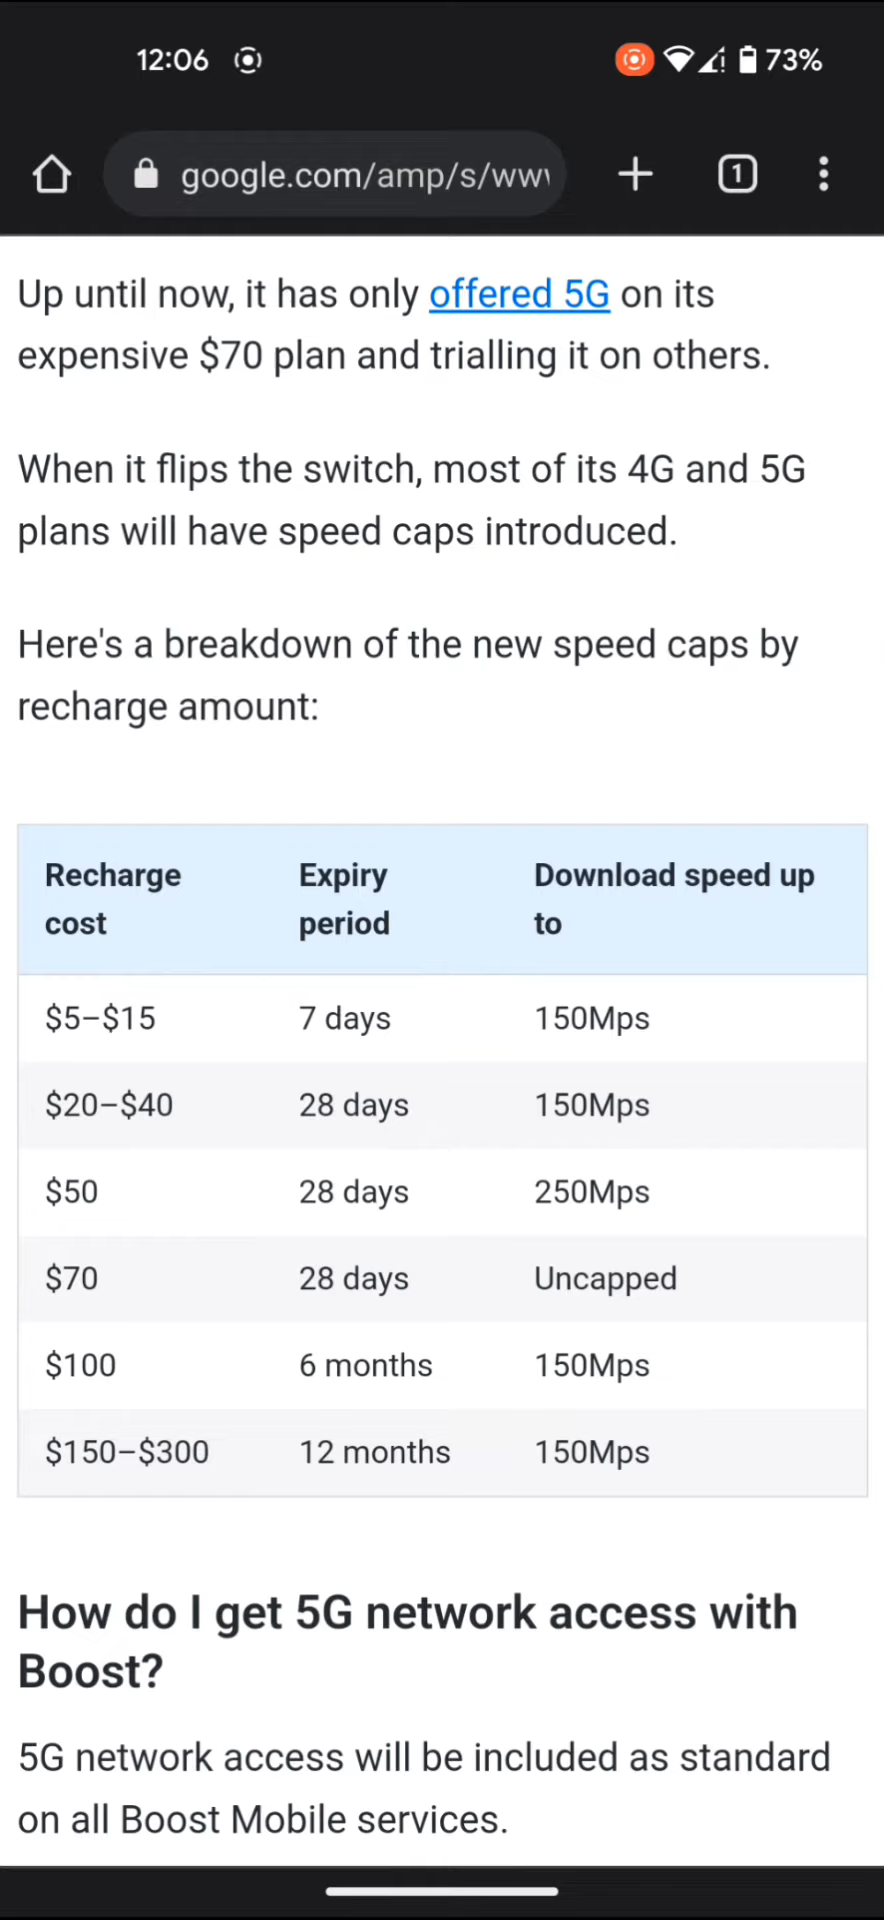 12:06
73%
google.com/amp/s/www
1
Up until now, it has only offered 5G on its
expensive $70 plan and trialling it on others.
When it flips the switch, most of its 4G and 5G
plans will have speed caps introduced.
Here's a breakdown of the new speed caps by
recharge amount:
Recharge cost Expiry period Download speed up to
$5–$15 7 days 150Mps
$20–$40 28 days 150Mps
$50 28 days 250Mps
$70 28 days Uncapped
$100 6 months 150Mps
$150–$300 12 months 150Mps
How do I get 5G network access with
Boost?
5G network access will be included as standard
on all Boost Mobile services.